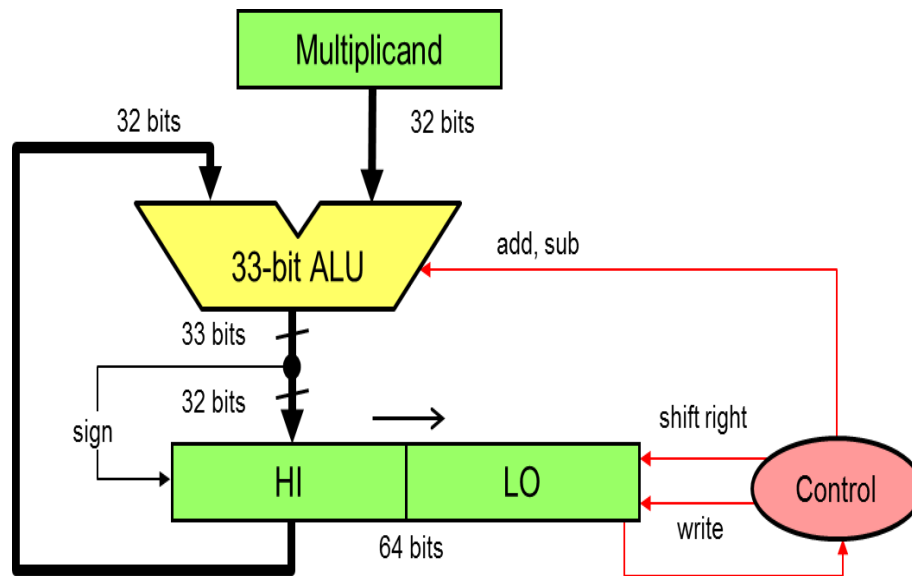 Multiplicand
32 bits
32 bits
33-bit ALU
add, sub
33 bits
32 bits
sign
shift right
HI
LO
Control
write
64 bits